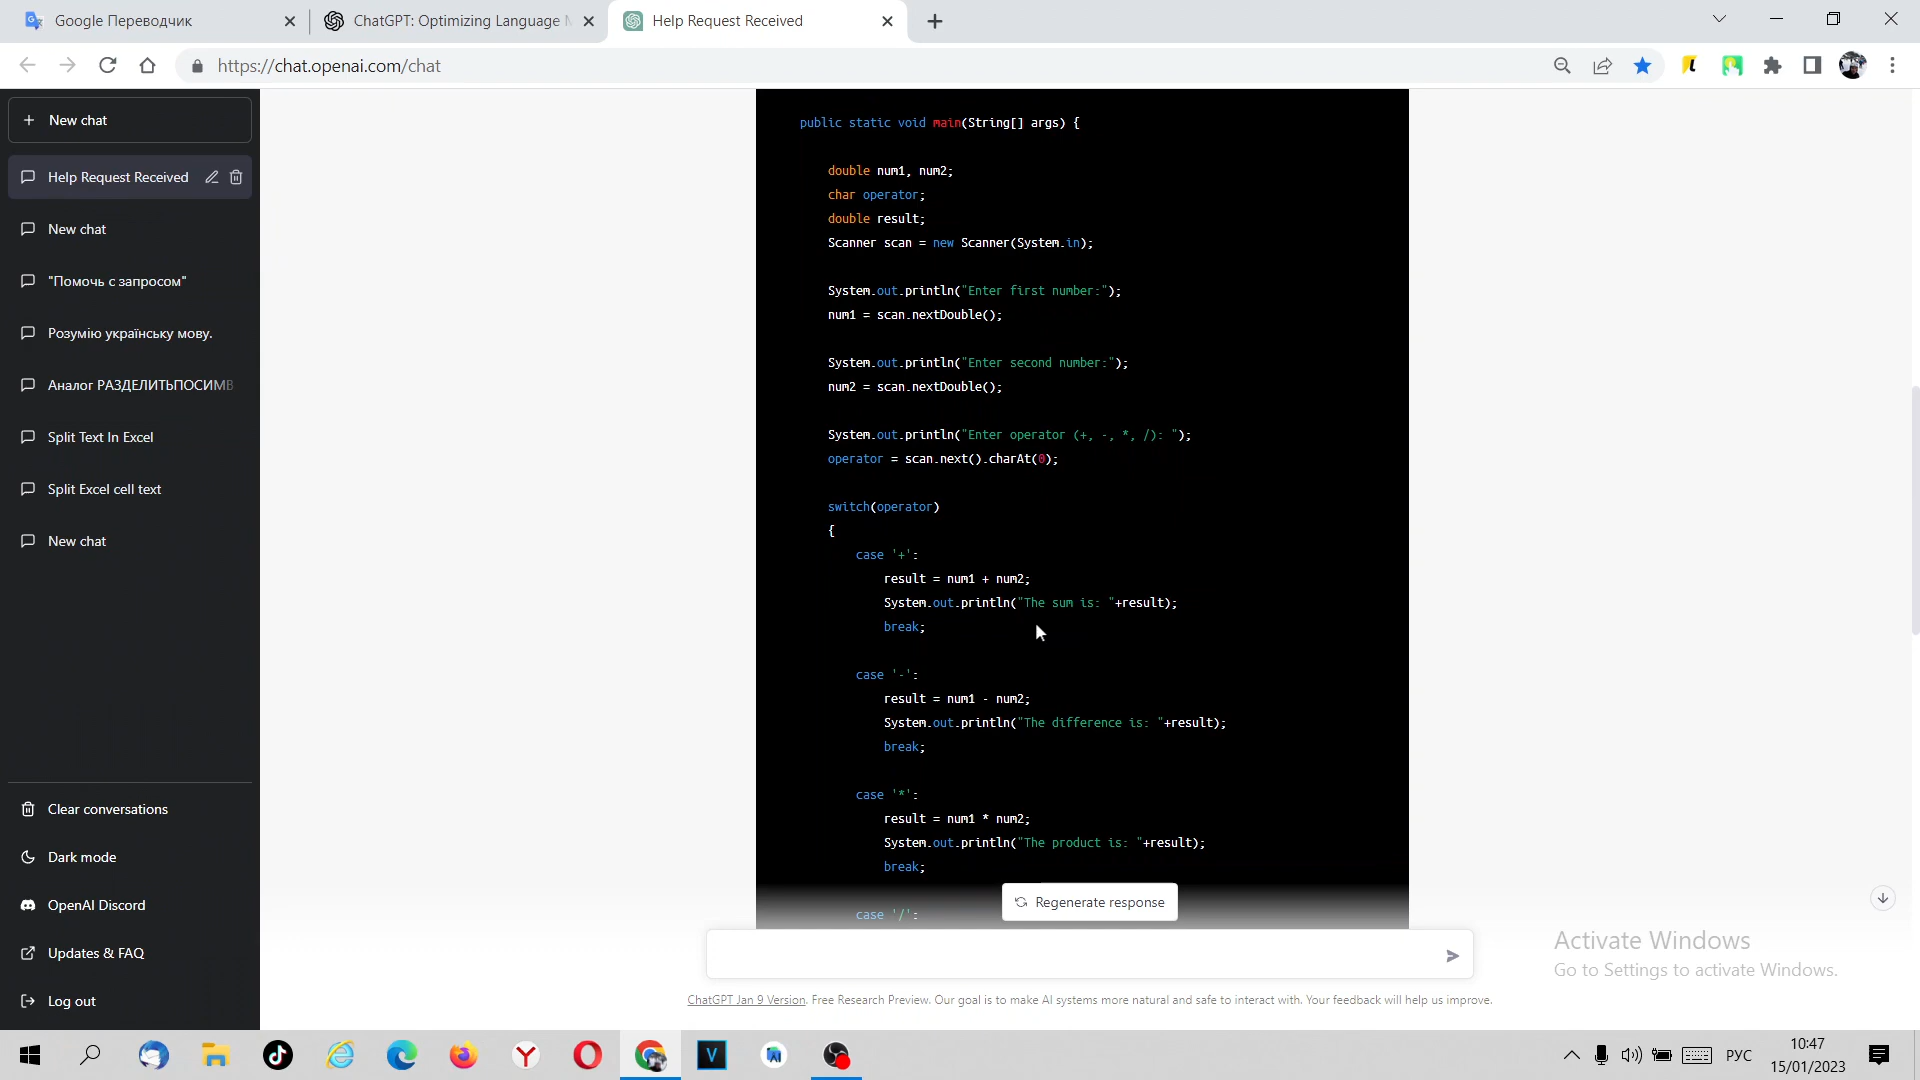 Google Переводчик
ChatGPT: Optimizing Language
Help Request Received
https://chat.openai.com/chat
New chat
Help Request Received
New chat
"Помочь с запросом"
Розумію українську мову.
Аналог РАЗДЕЛИТЬПОСИМВ
Split Text In Excel
Split Excel cell text
New chat
Clear conversations
Dark mode
OpenAI Discord
Updates & FAQ
Log out
public static void main(String[] args) {
double num1, num2;
char operator;
double result;
Scanner scan = new Scanner(System.in);
System.out.println("Enter first number:");
num1 = scan.nextDouble();
System.out.println("Enter second number:");
num2 = scan.nextDouble();
System.out.println("Enter operator (+, -, *, /): ");
operator = scan.next().charAt(0);
switch(operator)
{
case '+':
result = num1 + num2;
System.out.println("The sum is: "+result);
break;
case '-':
result = num1 - num2;
System.out.println("The difference is: "+result);
break;
case '*':
result = num1 * num2;
System.out.println("The product is: "+result);
break;
case '/':
Regenerate response
ChatGPT Jan 9 Version. Free Research Preview. Our goal is to make AI systems more natural and safe to interact with. Your feedback will help us improve.
Activate Windows
Go to Settings to activate Windows.
РУС
10:47
15/01/2023